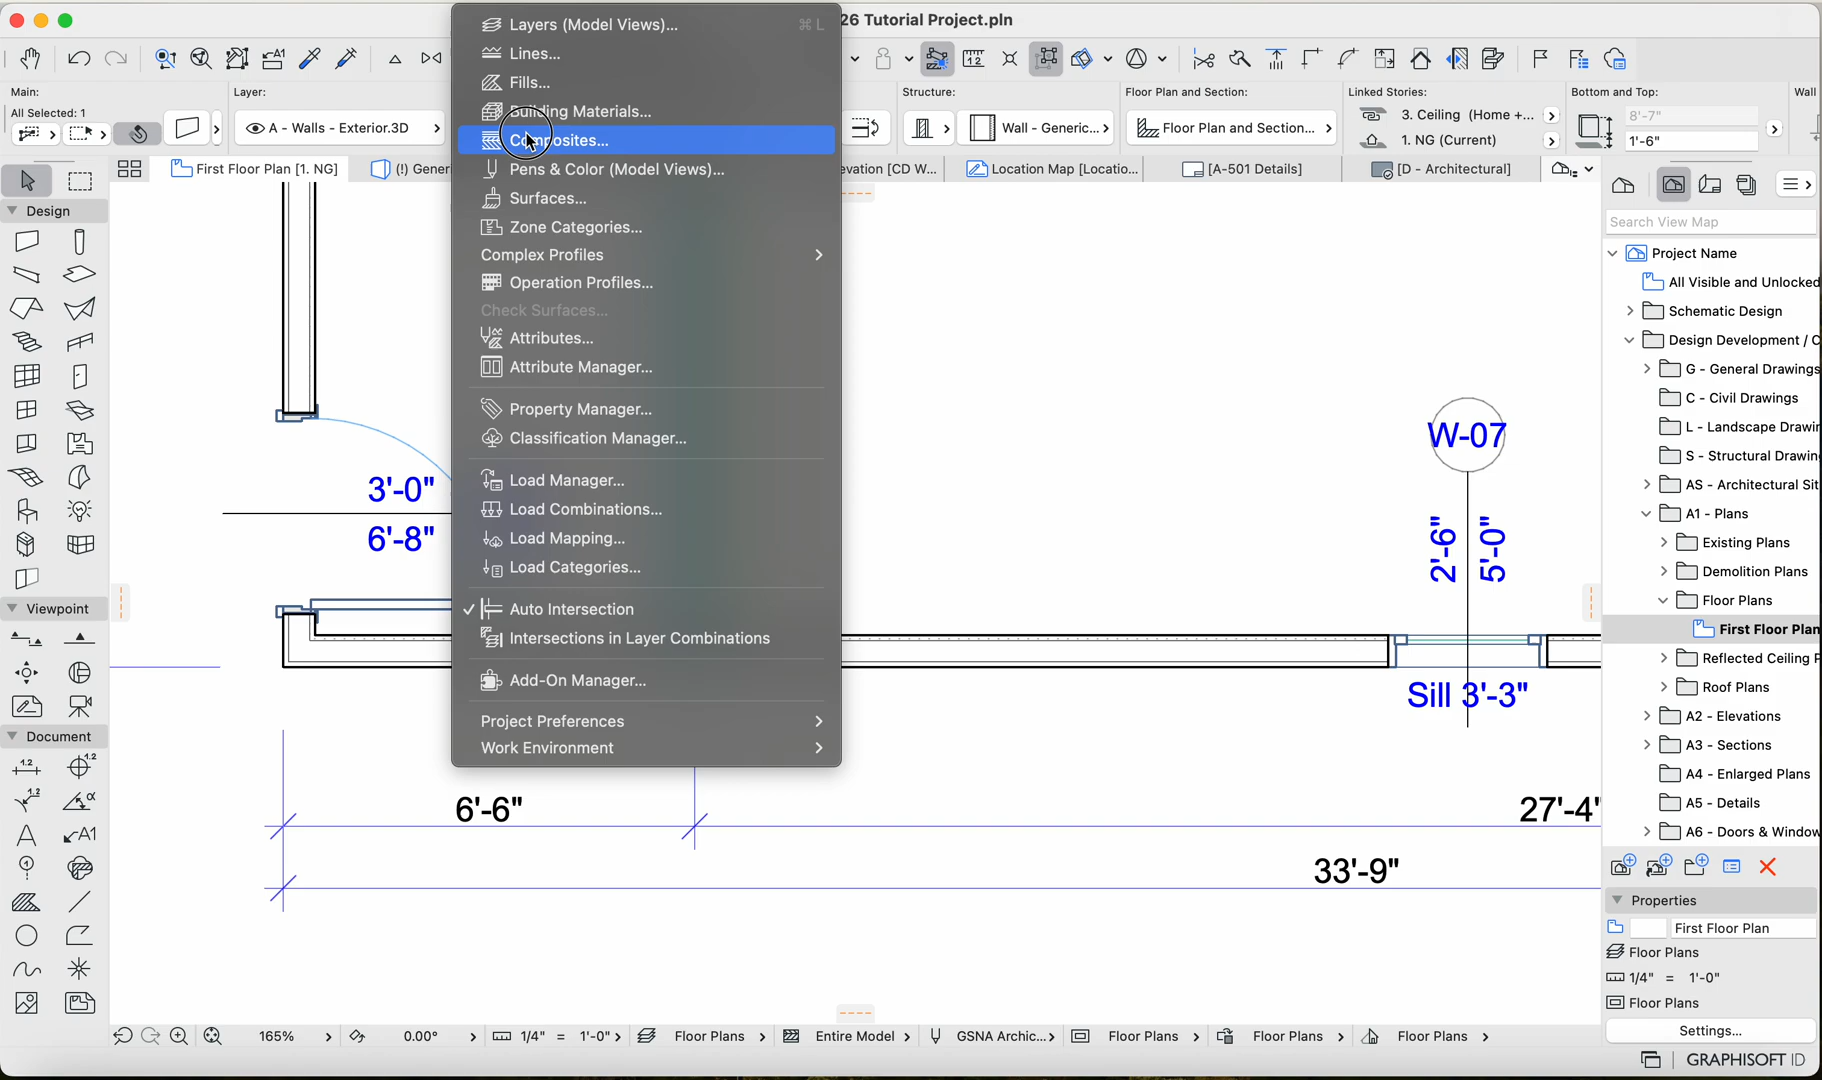 26 Tutorial Project.pln
Layers (Model Views)... ⌘ L
Lines...
Fills...
Building Materials...
Composites...
Pens & Color (Model Views)...
Surfaces...
Zone Categories...
Complex Profiles
Operation Profiles...
Check Surfaces...
Attributes...
Attribute Manager...
Property Manager...
Classification Manager...
Load Manager...
Load Combinations...
Load Mapping...
Load Categories...
✓ Auto Intersection
Intersections in Layer Combinations
Add-On Manager...
Project Preferences
Work Environment
Main:
All Selected: 1
Layer:
A - Walls - Exterior.3D
Structure:
Wall - Generic...
Floor Plan and Section:
Floor Plan and Section...
Linked Stories:
3. Ceiling (Home +...
1. NG (Current)
Bottom and Top:
8'-7"
1'-6"
Wall
First Floor Plan [1. NG]
(!) Gener
evation [CD W...
Location Map [Locatio...
[A-501 Details]
[D - Architectural]
Design
Viewpoint
Document
3'-0"
6'-8"
W-07
2'-6"
5'-0"
Sill 3'-3"
6'-6"
27'-4"
33'-9"
Search View Map
Project Name
All Visible and Unlocked
Schematic Design
Design Development / C
G - General Drawings
C - Civil Drawings
L - Landscape Drawin
S - Structural Drawin
AS - Architectural Sit
A1 - Plans
Existing Plans
Demolition Plans
Floor Plans
First Floor Plan
Reflected Ceiling P
Roof Plans
A2 - Elevations
A3 - Sections
A4 - Enlarged Plans
A5 - Details
A6 - Doors & Window
Properties
First Floor Plan
Floor Plans
1/4" = 1'-0"
Floor Plans
Settings...
165%
0.00°
1/4" = 1'-0"
Floor Plans
Entire Model
GSNA Archic...
Floor Plans
Floor Plans
Floor Plans
GRAPHISOFT ID